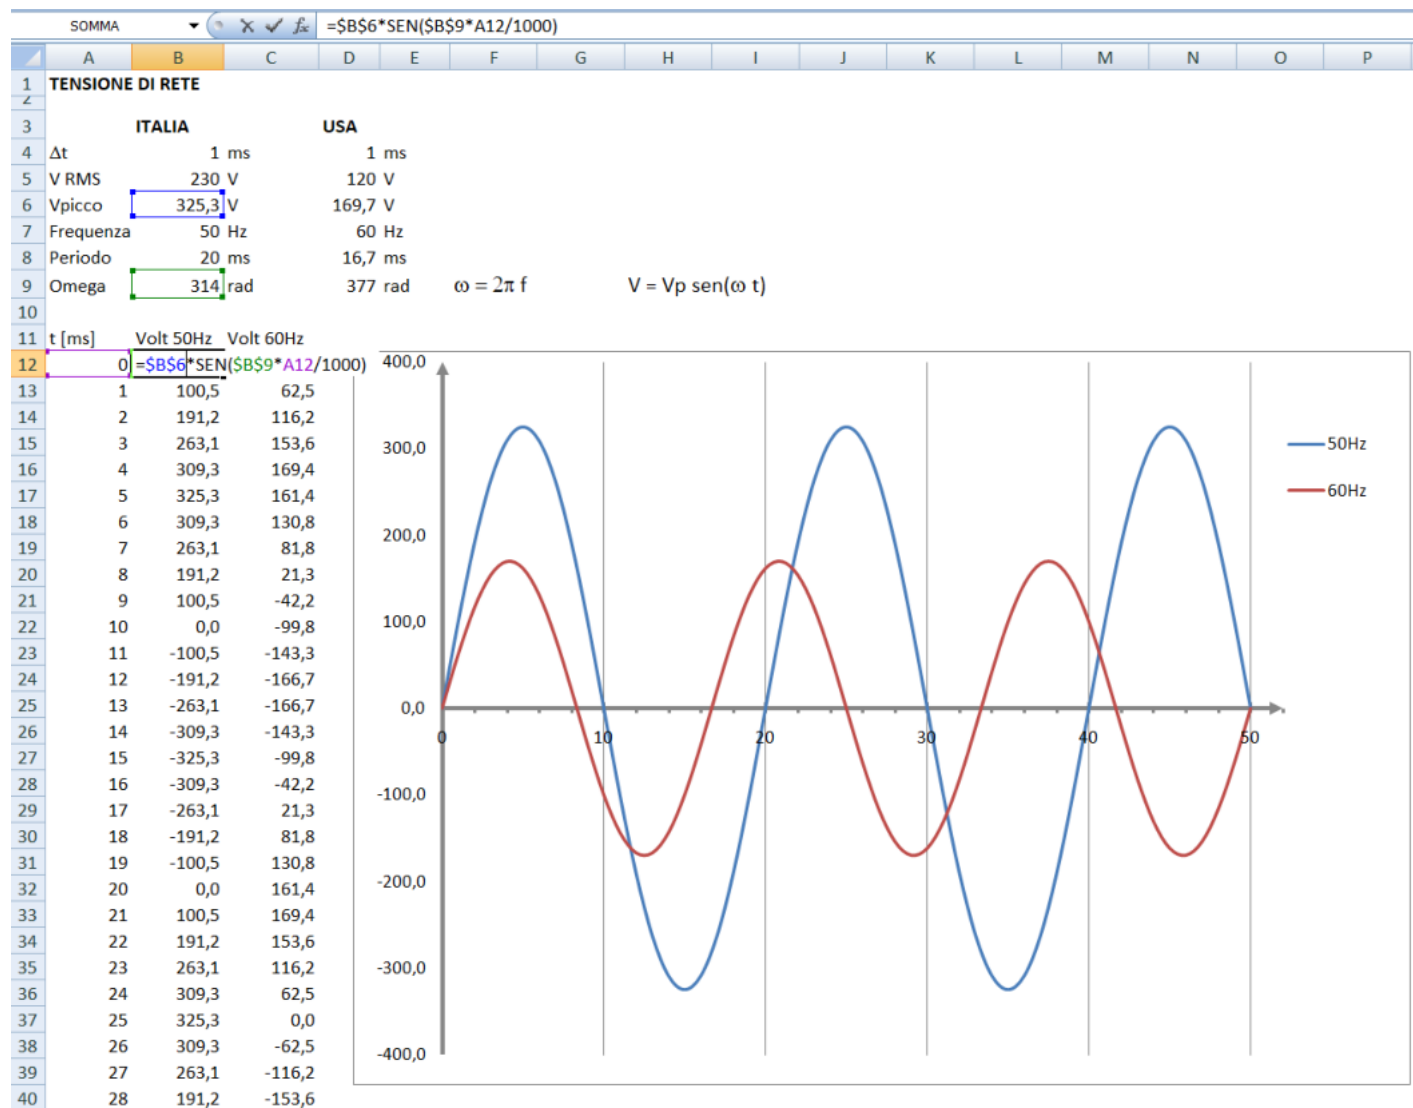 SOMMA fx =$B$6*SEN($B$9*A12/1000)
A B C D E F G H I J K L M N O P
1 TENSIONE DI RETE
2
3 ITALIA USA
4 Δt 1 ms 1 ms
5 V RMS 230 V 120 V
6 Vpicco 325,3 V 169,7 V
7 Frequenza 50 Hz 60 Hz
8 Periodo 20 ms 16,7 ms
9 Omega 314 rad 377 rad ω = 2π f V = Vp sen(ω t)
10
11 t [ms] Volt 50Hz Volt 60Hz
12 0 =$B$6*SEN($B$9*A12/1000)
13 1 100,5 62,5
14 2 191,2 116,2
15 3 263,1 153,6
16 4 309,3 169,4
17 5 325,3 161,4
18 6 309,3 130,8
19 7 263,1 81,8
20 8 191,2 21,3
21 9 100,5 -42,2
22 10 0,0 -99,8
23 11 -100,5 -143,3
24 12 -191,2 -166,7
25 13 -263,1 -166,7
26 14 -309,3 -143,3
27 15 -325,3 -99,8
28 16 -309,3 -42,2
29 17 -263,1 21,3
30 18 -191,2 81,8
31 19 -100,5 130,8
32 20 0,0 161,4
33 21 100,5 169,4
34 22 191,2 153,6
35 23 263,1 116,2
36 24 309,3 62,5
37 25 325,3 0,0
38 26 309,3 -62,5
39 27 263,1 -116,2
40 28 191,2 -153,6
400,0
300,0
200,0
100,0
0,0
-100,0
-200,0
-300,0
-400,0
0 10 20 30 40 50
50Hz
60Hz